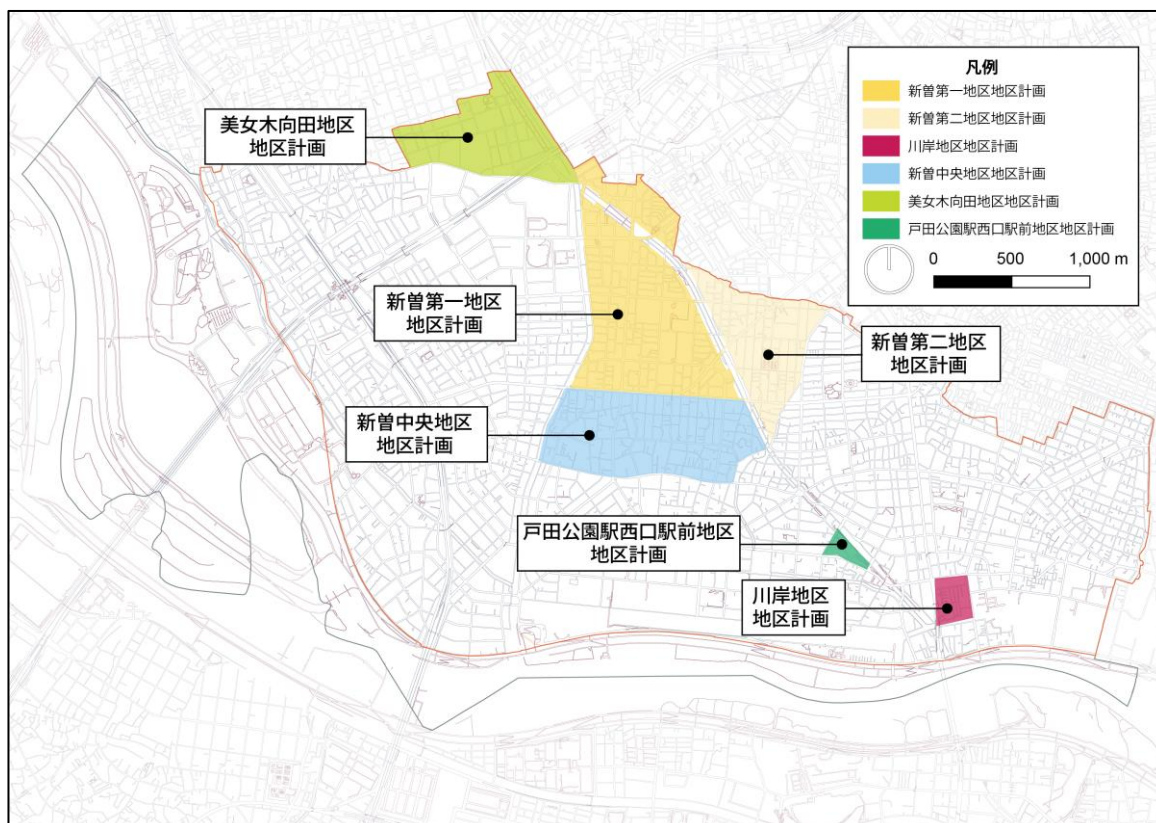 凡例
新曽第一地区地区計画
新曽第二地区地区計画
川岸地区地区計画
新曽中央地区地区計画
美女木向田地区地区計画
戸田公園駅西口駅前地区地区計画
0 500 1,000 m
美女木向田地区
地区計画
新曽第一地区
地区計画
新曽第二地区
地区計画
新曽中央地区
地区計画
戸田公園駅西口駅前地区
地区計画
川岸地区
地区計画